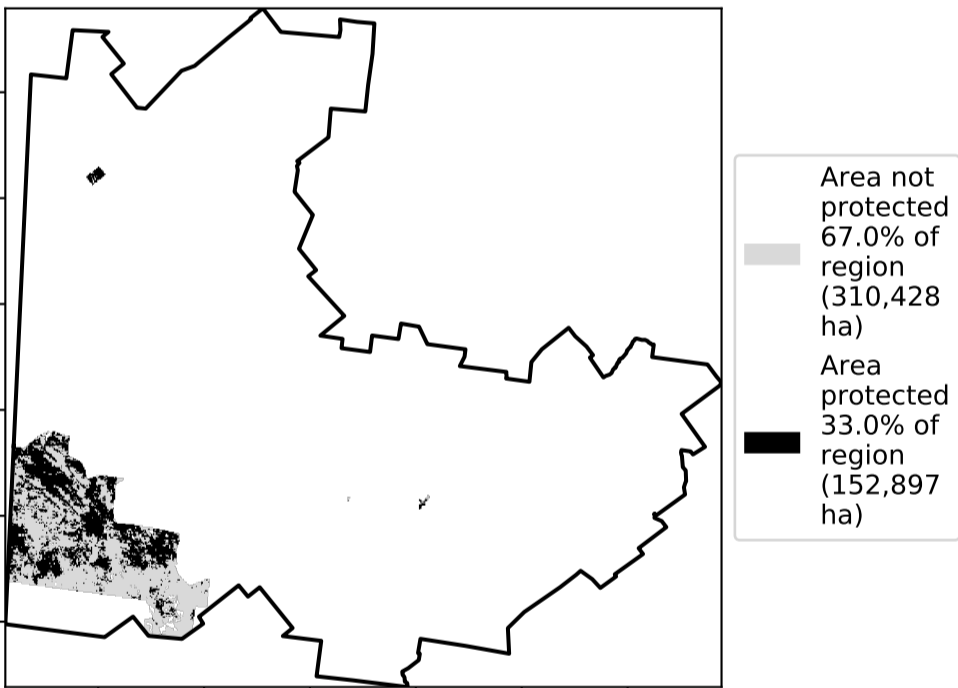 Area not
protected
67.0% of
region
(310,428
ha)
Area
protected
33.0% of
region
(152,897
ha)